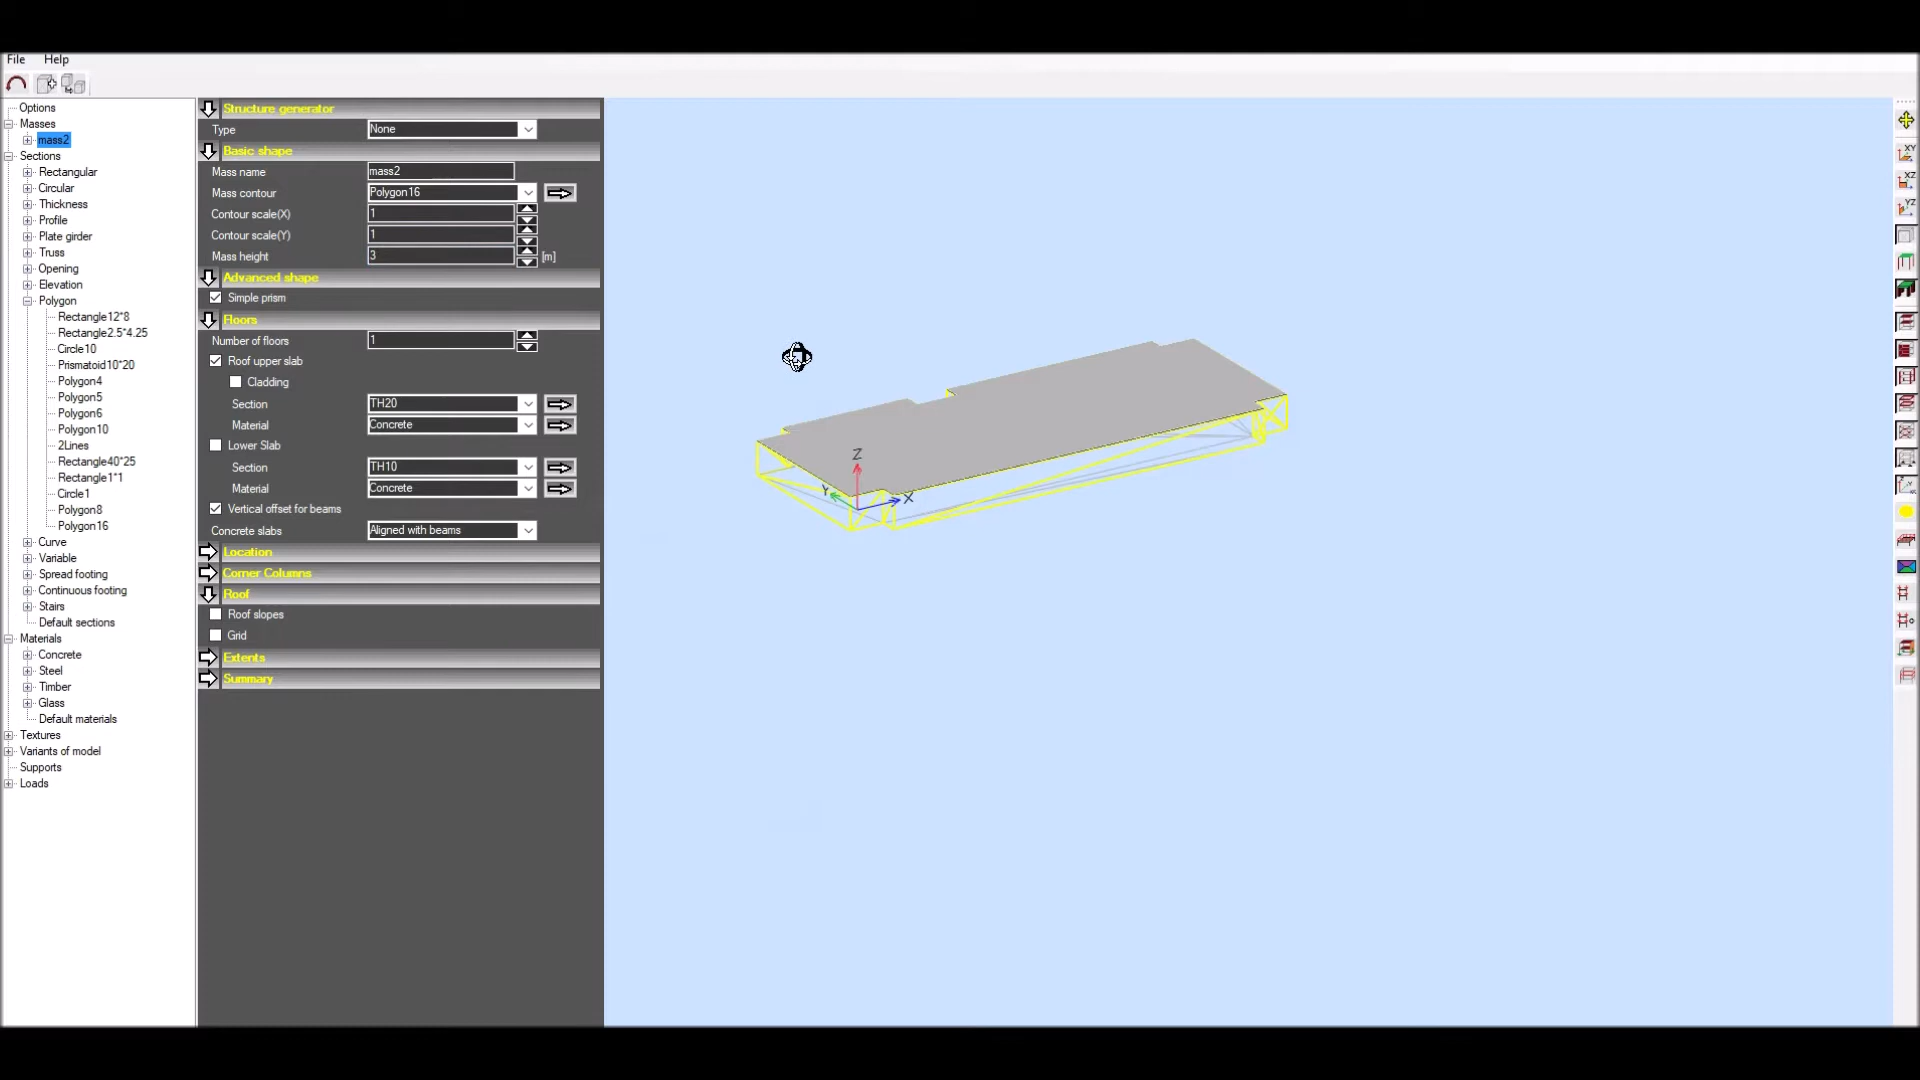 File Help
Options
Masses
mass2
Sections
Rectangular
Circular
Thickness
Profile
Plate girder
Truss
Opening
Elevation
Polygon
Rectangle12*8
Rectangle2.5*4.25
Circle10
Prismatoid10*20
Polygon4
Polygon5
Polygon6
Polygon10
2Lines
Rectangle40*25
Rectangle1*1
Circle1
Polygon8
Polygon16
Curve
Variable
Spread footing
Continuous footing
Stairs
Default sections
Materials
Concrete
Steel
Timber
Glass
Default materials
Textures
Variants of model
Supports
Loads
Structure generator
Type None
Basic shape
Mass name mass2
Mass contour Polygon16
Contour scale(X) 1
Contour scale(Y) 1
Mass height 3 [m]
Advanced shape
Simple prism
Floors
Number of floors 1
Roof upper slab
Cladding
Section TH20
Material Concrete
Lower Slab
Section TH10
Material Concrete
Vertical offset for beams
Concrete slabs Aligned with beams
Location
Corner Columns
Roof
Roof slopes
Grid
Extents
Summary
Z
Y
X
XY
XZ
YZ